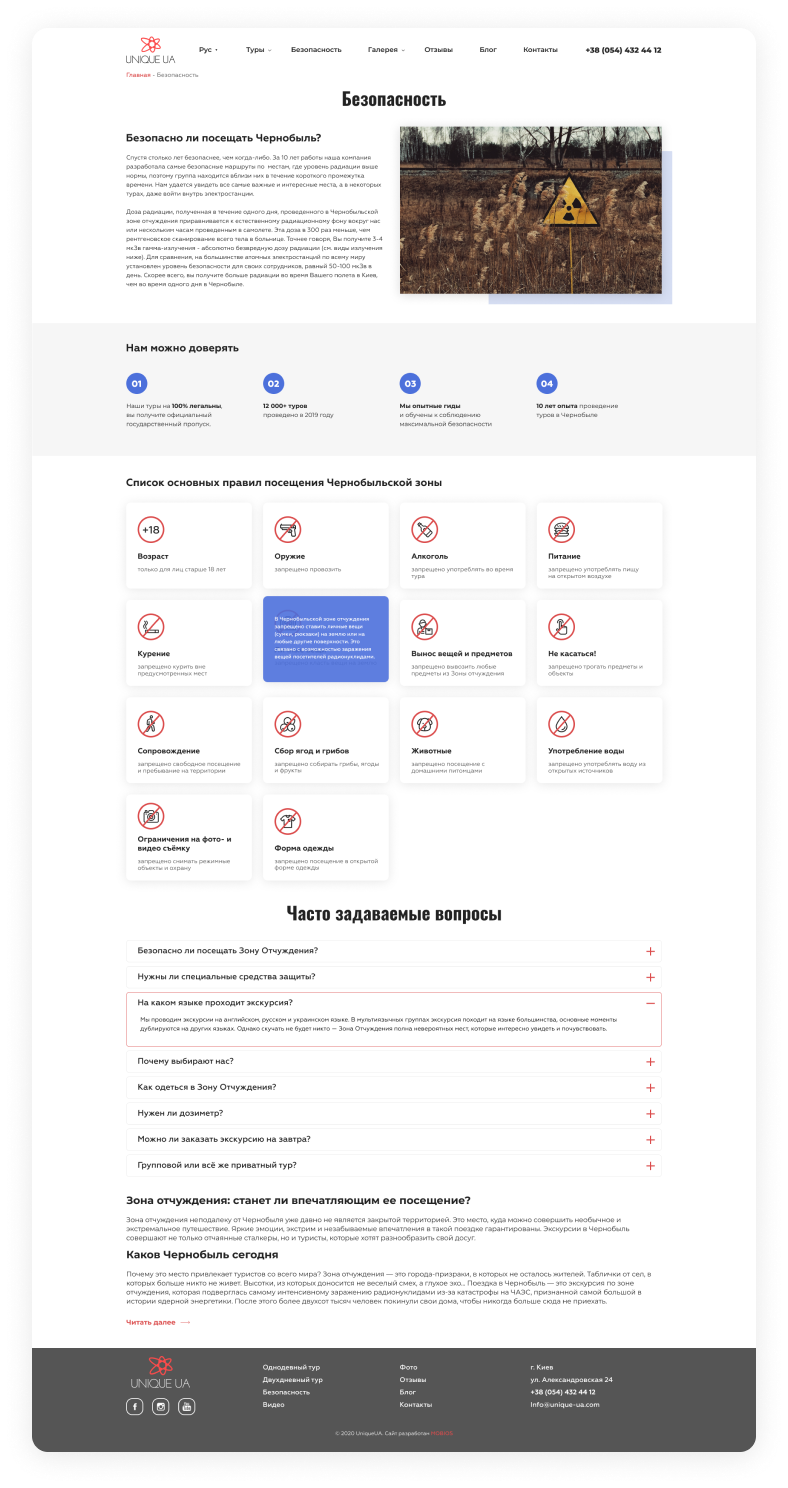 UNIQUE UA
Рус
Туры
Безопасность
Галерея
Отзывы
Блог
Контакты
+38 (054) 432 44 12
Главная - Безопасность
Безопасность
Безопасно ли посещать Чернобыль?
Спустя столько лет безопаснее, чем когда-либо. За 10 лет работы наша компания
разработала самые безопасные маршруты по местам, где уровень радиации выше
нормы, поэтому группа находится вблизи них в течение короткого промежутка
времени. Нам удается увидеть все самые важные и интересные места, а в некоторых
турах, даже войти внутрь электростанции.
Доза радиации, полученная в течение одного дня, проведенного в Чернобыльской
зоне отчуждения приравнивается к естественному радиационному фону вокруг нас
или нескольким часам проведенным в самолете. Эта доза в 300 раз меньше, чем
рентгеновское сканирование всего тела в больнице. Точнее говоря, Вы получите 3-4
мкЗв гамма-излучения - абсолютно безвредную дозу радиации (см. виды излучения
ниже). Для сравнения, на большинстве атомных электростанций по всему миру
установлен уровень безопасности для своих сотрудников, равный 50-100 мкЗв в
день. Скорее всего, вы получите больше радиации во время Вашего полета в Киев,
чем во время одного дня в Чернобыле.
Нам можно доверять
01
Наши туры на 100% легальны,
вы получите официальный
государственный пропуск.
02
12 000+ туров
проведено в 2019 году
03
Мы опытные гиды
и обучены к соблюдению
максимальной безопасности
04
10 лет опыта проведение
туров в Чернобыле
Список основных правил посещения Чернобыльской зоны
+18
Возраст
только для лиц старше 18 лет
Оружие
запрещено провозить
Алкоголь
запрещено употреблять во время
тура
Питание
запрещено употреблять пищу
на открытом воздухе
Курение
запрещено курить вне
предусмотренных мест
В Чернобыльской зоне отчуждения
запрещено ставить личные вещи
(сумки, рюкзаки) на землю или на
любые другие поверхности. Это
связано с возможностью заражения
вещей посетителей радионуклидами.
Вынос вещей и предметов
запрещено вывозить любые
предметы из Зоны отчуждения
Не касаться!
запрещено трогать предметы и
объекты
Сопровождение
запрещено свободное посещение
и пребывание на территории
Сбор ягод и грибов
запрещено собирать грибы, ягоды
и фрукты
Животные
запрещено посещение с
домашними питомцами
Употребление воды
запрещено употреблять воду из
открытых источников
Ограничения на фото- и
видео съёмку
запрещено снимать режимные
объекты и охрану
Форма одежды
запрещено посещение в открытой
форме одежды
Часто задаваемые вопросы
Безопасно ли посещать Зону Отчуждения?
Нужны ли специальные средства защиты?
На каком языке проходит экскурсия?
Мы проводим экскурсии на английском, русском и украинском языке. В мультиязычных группах экскурсия походит на языке большинства, основные моменты
дублируются на других языках. Однако скучать не будет никто — Зона Отчуждения полна невероятных мест, которые интересно увидеть и почувствовать.
Почему выбирают нас?
Как одеться в Зону Отчуждения?
Нужен ли дозиметр?
Можно ли заказать экскурсию на завтра?
Групповой или всё же приватный тур?
Зона отчуждения: станет ли впечатляющим ее посещение?
Зона отчуждения неподалеку от Чернобыля уже давно не является закрытой территорией. Это место, куда можно совершить необычное и
экстремальное путешествие. Яркие эмоции, экстрим и незабываемые впечатления в такой поездке гарантированы. Экскурсии в Чернобыль
совершают не только отчаянные сталкеры, но и туристы, которые хотят разнообразить свой досуг.
Каков Чернобыль сегодня
Почему это место привлекает туристов со всего мира? Зона отчуждения — это города-призраки, в которых не осталось жителей. Таблички от сел, в
которых больше никто не живет. Высотки, из которых доносится не веселый смех, а глухое эхо... Поездка в Чернобыль — это экскурсия по зоне
отчуждения, которая подверглась самому интенсивному заражению радионуклидами из-за катастрофы на ЧАЭС, признанной самой большой в
истории ядерной энергетики. После этого более двухсот тысяч человек покинули свои дома, чтобы никогда больше сюда не приехать.
Читать далее
UNIQUE UA
Однодневный тур
Двухдневный тур
Безопасность
Видео
Фото
Отзывы
Блог
Контакты
г. Киев
ул. Александровская 24
+38 (054) 432 44 12
Info@unique-ua.com
© 2020 UniqueUA. Сайт разработан